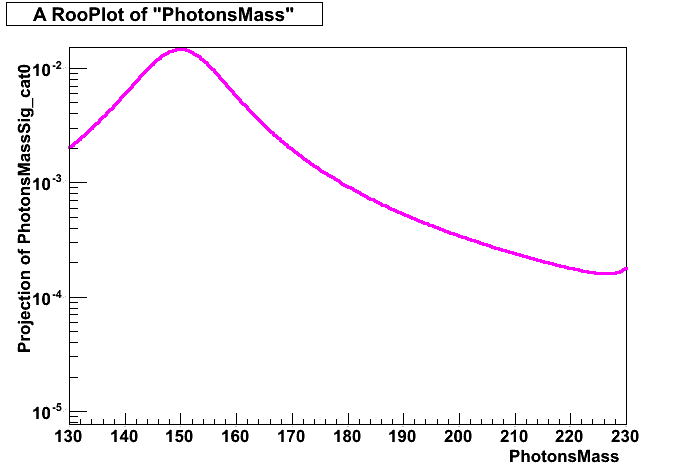 A RooPlot of "PhotonsMass"
Projection of PhotonsMassSig_cat0
10-2
10-3
10-4
10-5
130 140 150 160 170 180 190 200 210 220 230
PhotonsMass